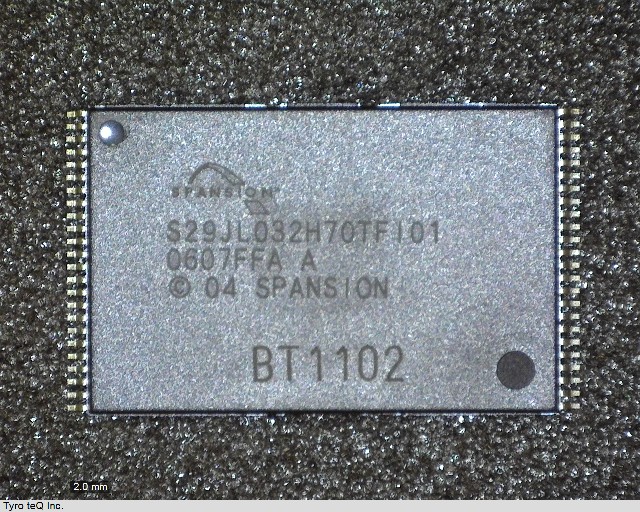 SPANSION
S29JL032H70TFI01
0607FFA A
© 04 SPANSION
BT1102
2.0 mm
Tyro teQ Inc.